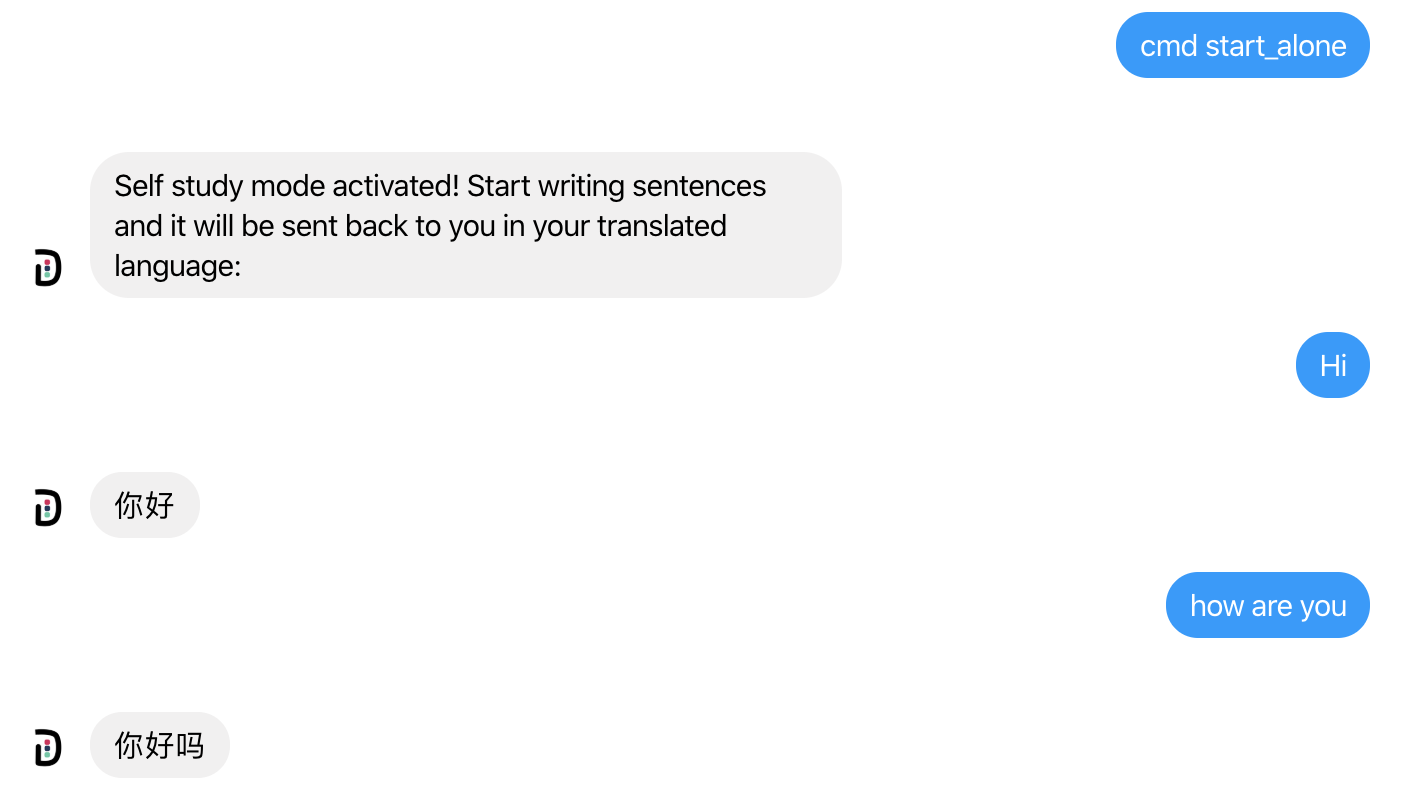 cmd start_alone
Self study mode activated! Start writing sentences
and it will be sent back to you in your translated
language:
Hi
你好
how are you
你好吗